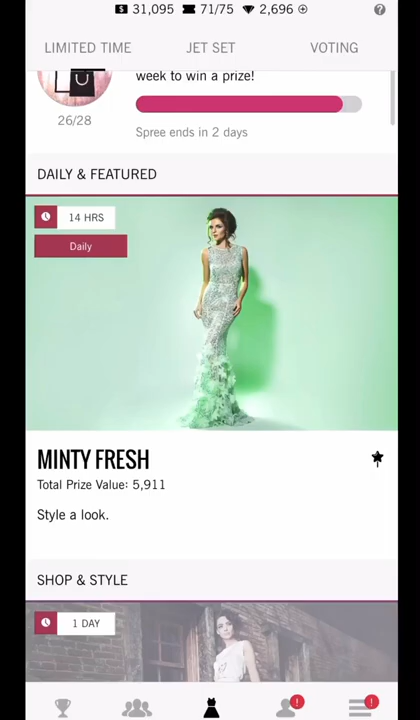 $ 31,095 71/75 2,696
?
LIMITED TIME JET SET VOTING
week to win a prize!
26/28
Spree ends in 2 days
DAILY & FEATURED
14 HRS
Daily
MINTY FRESH
Total Prize Value: 5,911
Style a look.
SHOP & STYLE
1 DAY
! !